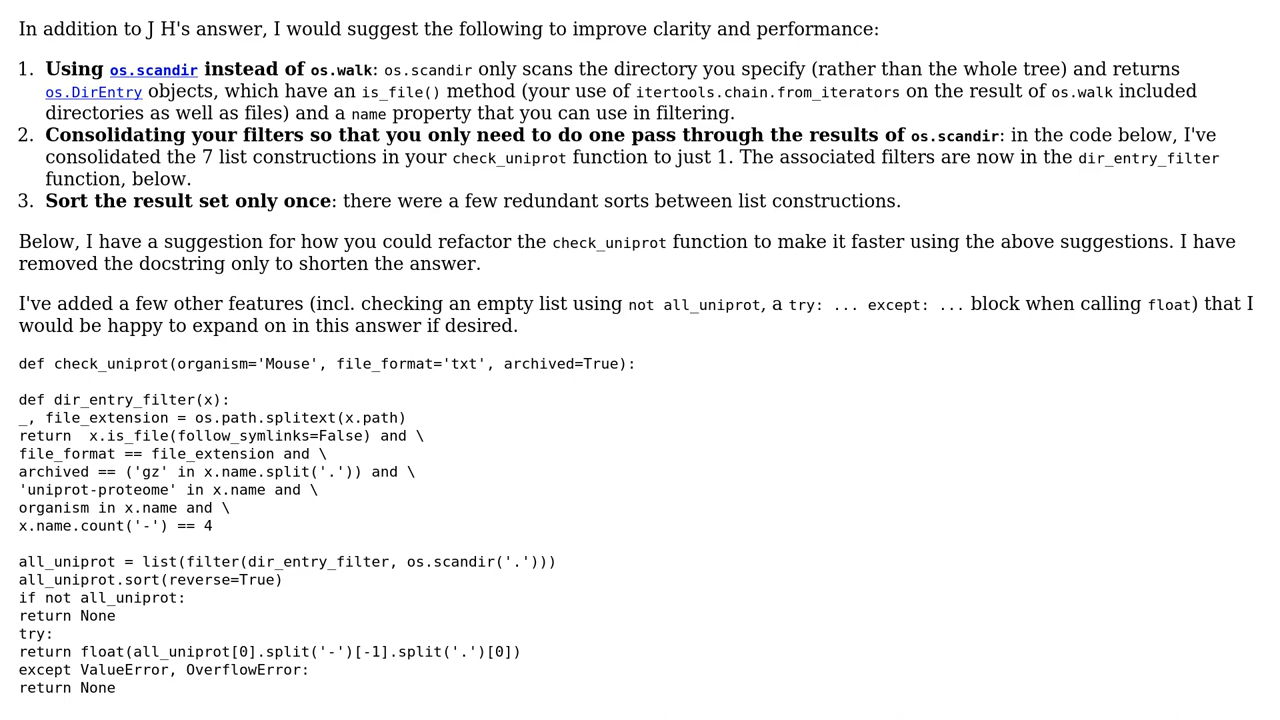 In addition to J H's answer, I would suggest the following to improve clarity and performance:
1. Using os.scandir instead of os.walk: os.scandir only scans the directory you specify (rather than the whole tree) and returns
os.DirEntry objects, which have an is_file() method (your use of itertools.chain.from_iterators on the result of os.walk included
directories as well as files) and a name property that you can use in filtering.
2. Consolidating your filters so that you only need to do one pass through the results of os.scandir: in the code below, I've
consolidated the 7 list constructions in your check_uniprot function to just 1. The associated filters are now in the dir_entry_filter
function, below.
3. Sort the result set only once: there were a few redundant sorts between list constructions.
Below, I have a suggestion for how you could refactor the check_uniprot function to make it faster using the above suggestions. I have
removed the docstring only to shorten the answer.
I've added a few other features (incl. checking an empty list using not all_uniprot, a try: ... except: ... block when calling float) that I
would be happy to expand on in this answer if desired.
def check_uniprot(organism='Mouse', file_format='txt', archived=True):
def dir_entry_filter(x):
_, file_extension = os.path.splitext(x.path)
return  x.is_file(follow_symlinks=False) and \
file_format == file_extension and \
archived == ('gz' in x.name.split('.')) and \
'uniprot-proteome' in x.name and \
organism in x.name and \
x.name.count('-') == 4
all_uniprot = list(filter(dir_entry_filter, os.scandir('.')))
all_uniprot.sort(reverse=True)
if not all_uniprot:
return None
try:
return float(all_uniprot[0].split('-')[-1].split('.')[0])
except ValueError, OverflowError:
return None